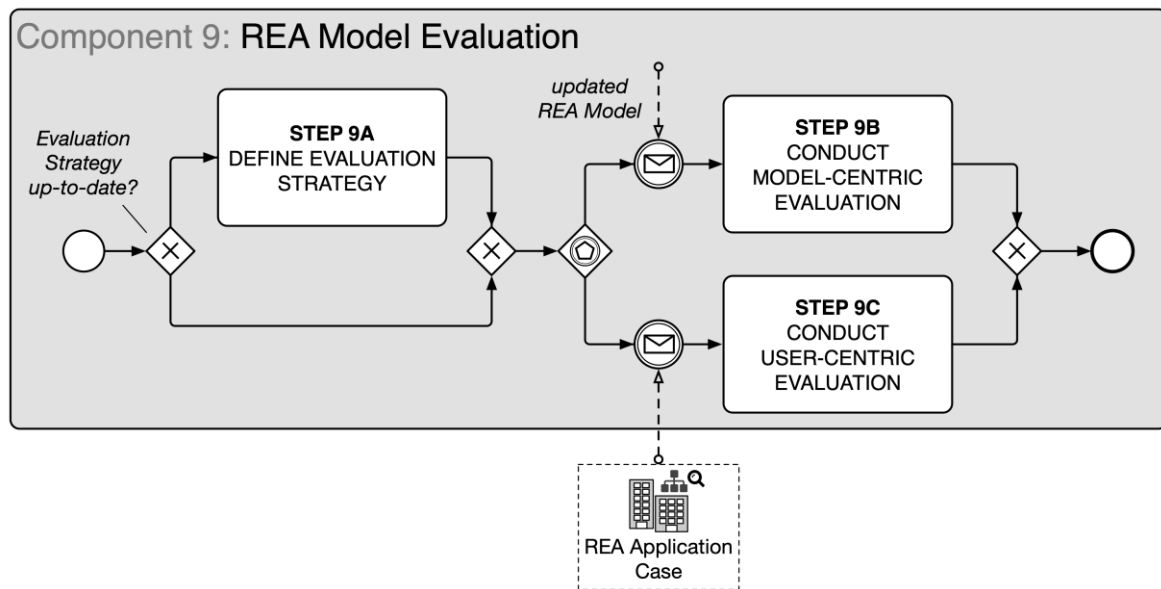 Component 9: REA Model Evaluation
Evaluation
Strategy
up-to-date?
STEP 9A
DEFINE EVALUATION
STRATEGY
updated
REA Model
STEP 9B
CONDUCT
MODEL-CENTRIC
EVALUATION
STEP 9C
CONDUCT
USER-CENTRIC
EVALUATION
REA Application
Case